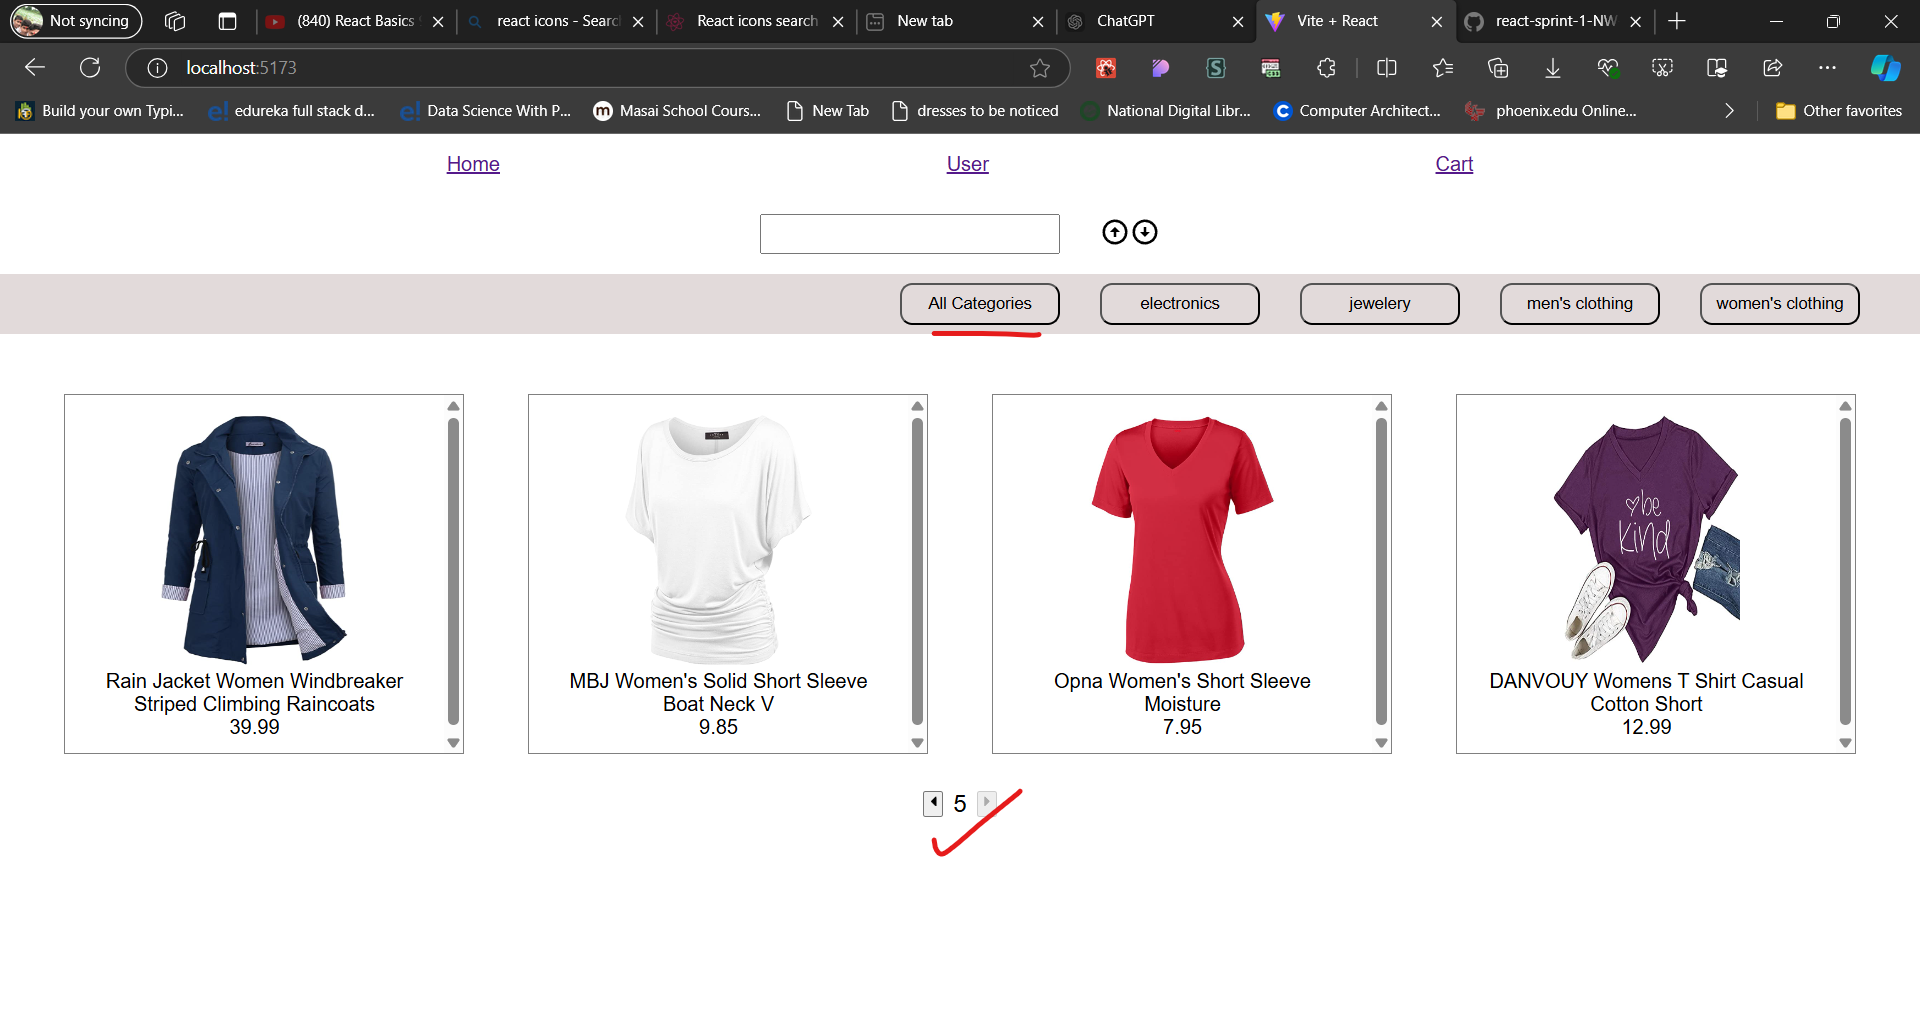 Not syncing
(840) React Basics
react icons - Searc
React icons search
New tab
ChatGPT
Vite + React
react-sprint-1-NW
localhost:5173
Build your own Typi...
edureka full stack d...
Data Science With P...
Masai School Cours...
New Tab
dresses to be noticed
National Digital Libr...
Computer Architect...
phoenix.edu Online...
Other favorites
Home
User
Cart
All Categories
electronics
jewelery
men's clothing
women's clothing
be
kind
Rain Jacket Women Windbreaker
Striped Climbing Raincoats
39.99
MBJ Women's Solid Short Sleeve
Boat Neck V
9.85
Opna Women's Short Sleeve
Moisture
7.95
DANVOUY Womens T Shirt Casual
Cotton Short
12.99
5